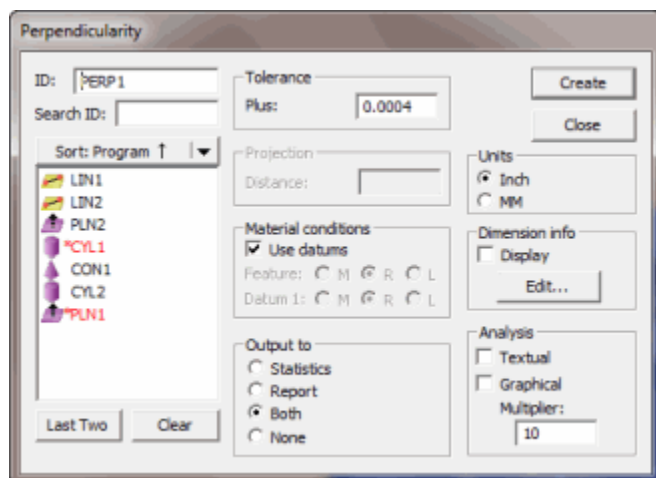 Perpendicularity
ID: PERP1
Search ID:
Sort: Program ↑
LIN1
LIN2
PLN2
*CYL1
CON1
CYL2
*PLN1
Last Two Clear
Tolerance
Plus: 0.0004
Projection
Distance:
Material conditions
Use datums
Feature: M R L
Datum 1: M R L
Output to
Statistics
Report
Both
None
Create
Close
Units
Inch
MM
Dimension info
Display
Edit...
Analysis
Textual
Graphical
Multiplier:
10